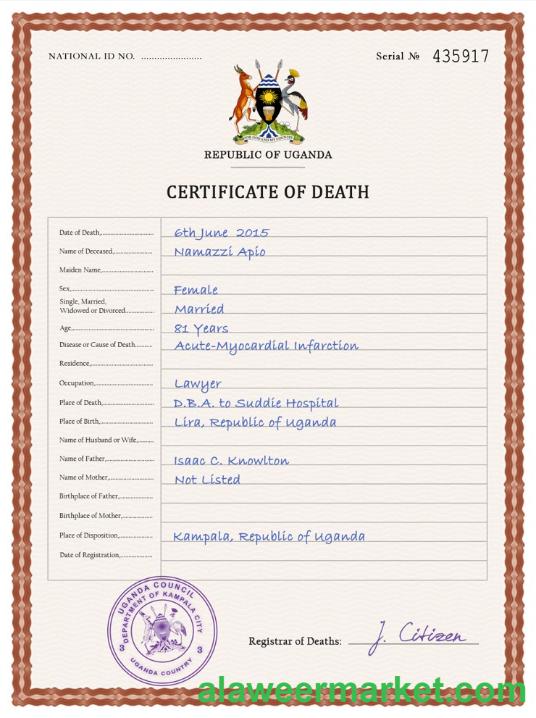 NATIONAL ID NO. ........................
Serial № 435917
REPUBLIC OF UGANDA
CERTIFICATE OF DEATH
Date of Death, 6th June 2015
Name of Deceased, Namazzi Apio
Maiden Name,
Sex, Female
Single, Married,
Widowed or Divorced Married
Age, 81 Years
Disease or Cause of Death, Acute-Myocardial Infarction
Residence,
Occupation, Lawyer
Place of Death, D.B.A. to Suddie Hospital
Place of Birth, Lira, Republic of Uganda
Name of Husband or Wife,
Name of Father, Isaac C. Knowlton
Name of Mother, Not Listed
Birthplace of Father,
Birthplace of Mother,
Place of Disposition, Kampala, Republic of Uganda
Date of Registration,
UGANDA COUNCIL
DEPARTMENT OF KAMPALA CITY
3 3
UGANDA COUNTRY
Registrar of Deaths: J. Citizen
alaweermarket.com